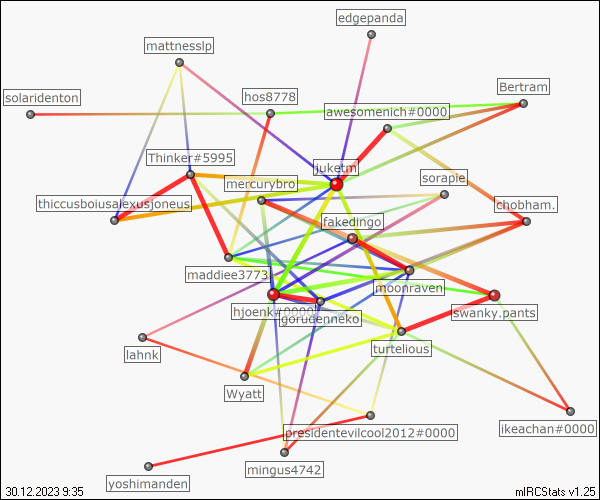 edgepanda
mattnesslp
Bertram
solaridenton
hos8778
awesomenich#0000
Thinker#5995
juketm
sorapie.
mercurybro
thiccusboiusalexusjoneus
chobham.
fakedingo
maddiee3773
moonraven
hjoenk#0000
gorudenneko
swanky.pants
turtelious
lahnk
Wyatt
ikeachan#0000
presidentevilcool2012#0000
mingus4742
yoshimanden
30.12.2023 9:35
mIRCStats v1.25